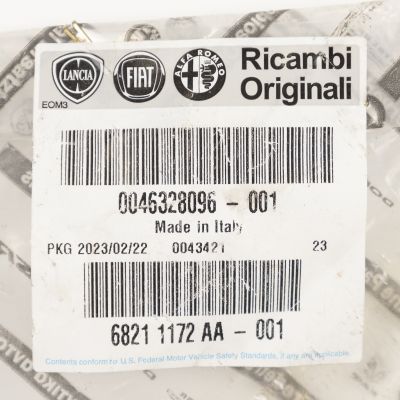 LANCIA FIAT ALFA ROMEO Ricambi
Originali
EOM3
0046328096 - 001
Made in Italy
PKG 2023/02/22 0043421 23
6821 1172 AA - 001
Contents conform to U.S. Federal Motor Vehicle Safety Standards, if any are applicable